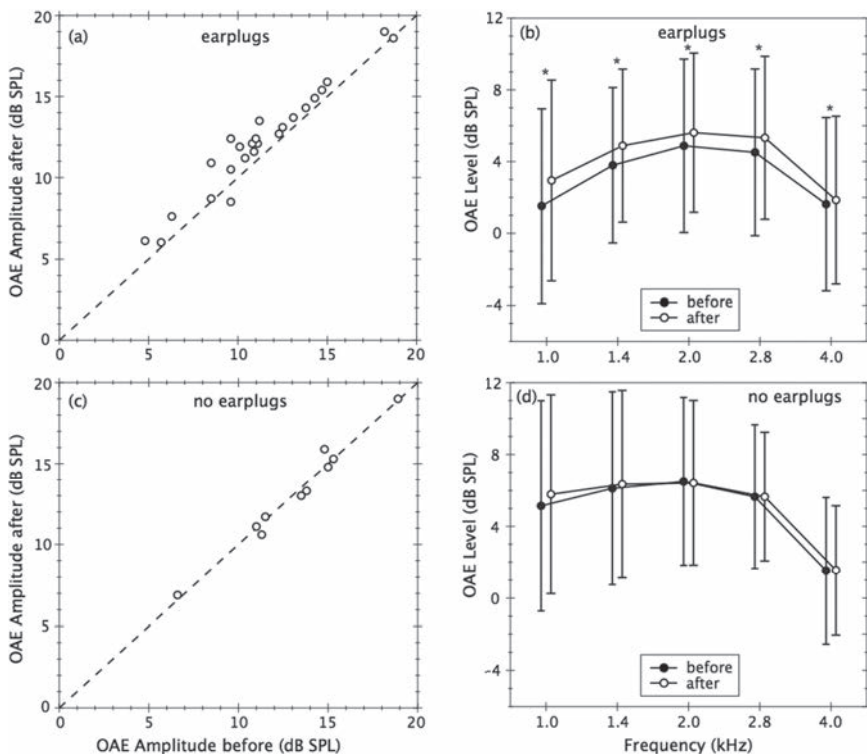 (a) earplugs
OAE Amplitude after (dB SPL)
20
15
10
5
0
0 5 10 15 20
(b) earplugs
OAE Level (dB SPL)
12
8
4
0
-4
* * * * *
before
after
1.0 1.4 2.0 2.8 4.0
(c) no earplugs
OAE Amplitude after (dB SPL)
20
15
10
5
0
0 5 10 15 20
OAE Amplitude before (dB SPL)
(d) no earplugs
OAE Level (dB SPL)
12
8
4
0
-4
before
after
1.0 1.4 2.0 2.8 4.0
Frequency (kHz)